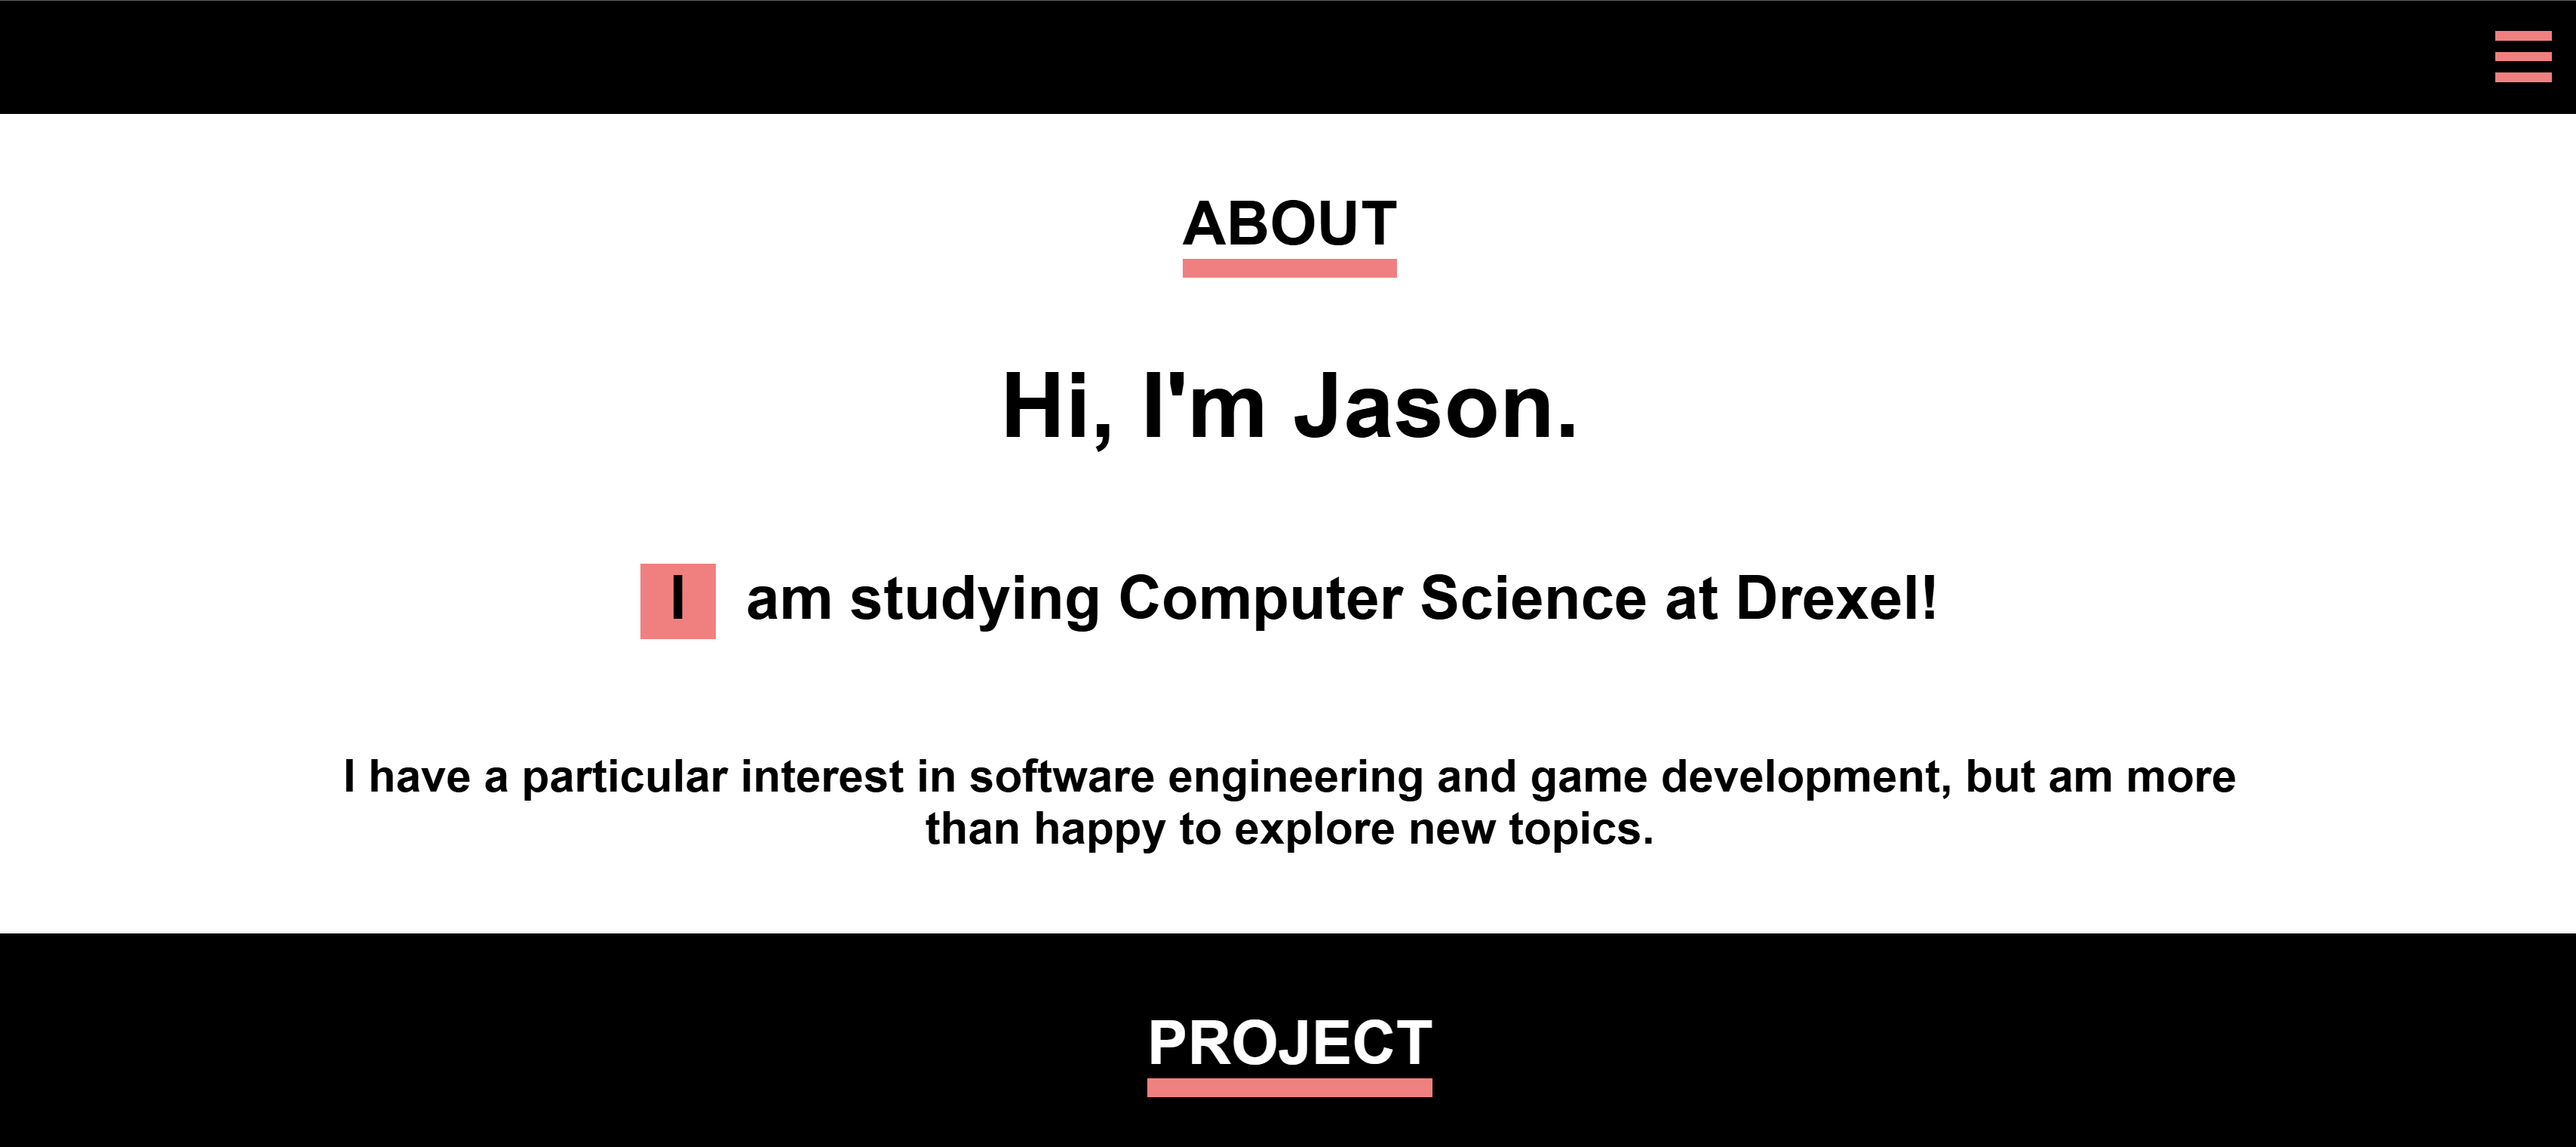 ABOUT
Hi, I'm Jason.
I am studying Computer Science at Drexel!
I have a particular interest in software engineering and game development, but am more
than happy to explore new topics.
PROJECT